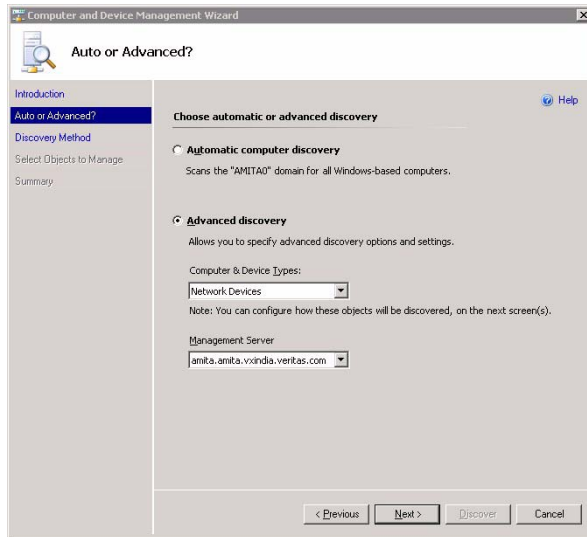 Computer and Device Management Wizard
Auto or Advanced?
Introduction
Auto or Advanced?
Discovery Method
Select Objects to Manage
Summary
Help
Choose automatic or advanced discovery
Automatic computer discovery
Scans the "AMITA0" domain for all Windows-based computers.
Advanced discovery
Allows you to specify advanced discovery options and settings.
Computer & Device Types:
Network Devices
Note: You can configure how these objects will be discovered, on the next screen(s).
Management Server
amita.amita.vxindia.veritas.com
< Previous
Next >
Discover
Cancel